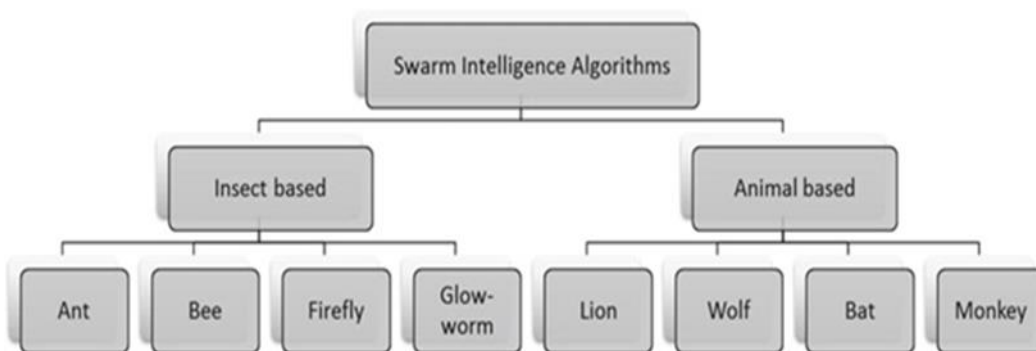 Swarm Intelligence Algorithms
Insect based
Animal based
Ant
Bee
Firefly
Glow-
worm
Lion
Wolf
Bat
Monkey